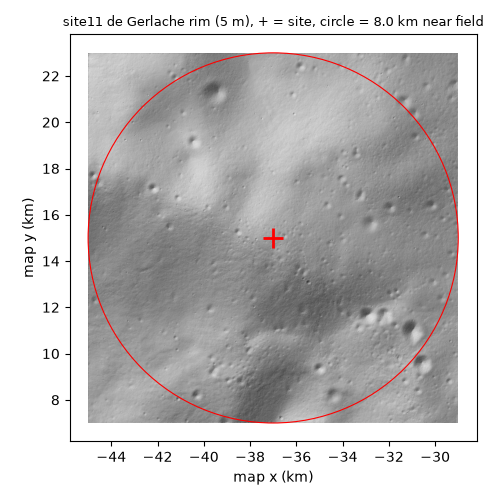 site11 de Gerlache rim (5 m), + = site, circle = 8.0 km near field
22
20
18
16
14
12
10
8
map y (km)
−44 −42 −40 −38 −36 −34 −32 −30
map x (km)